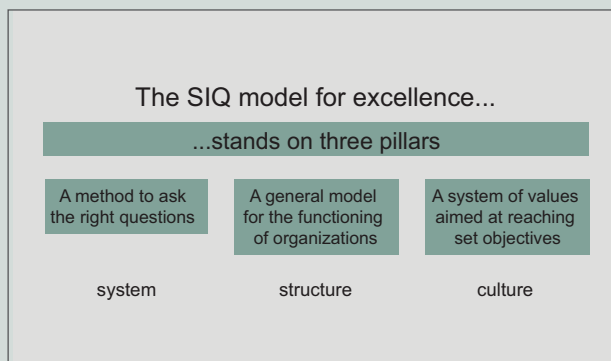 The SIQ model for excellence...
...stands on three pillars
A method to ask
the right questions
A general model
for the functioning
of organizations
A system of values
aimed at reaching
set objectives
system
structure
culture